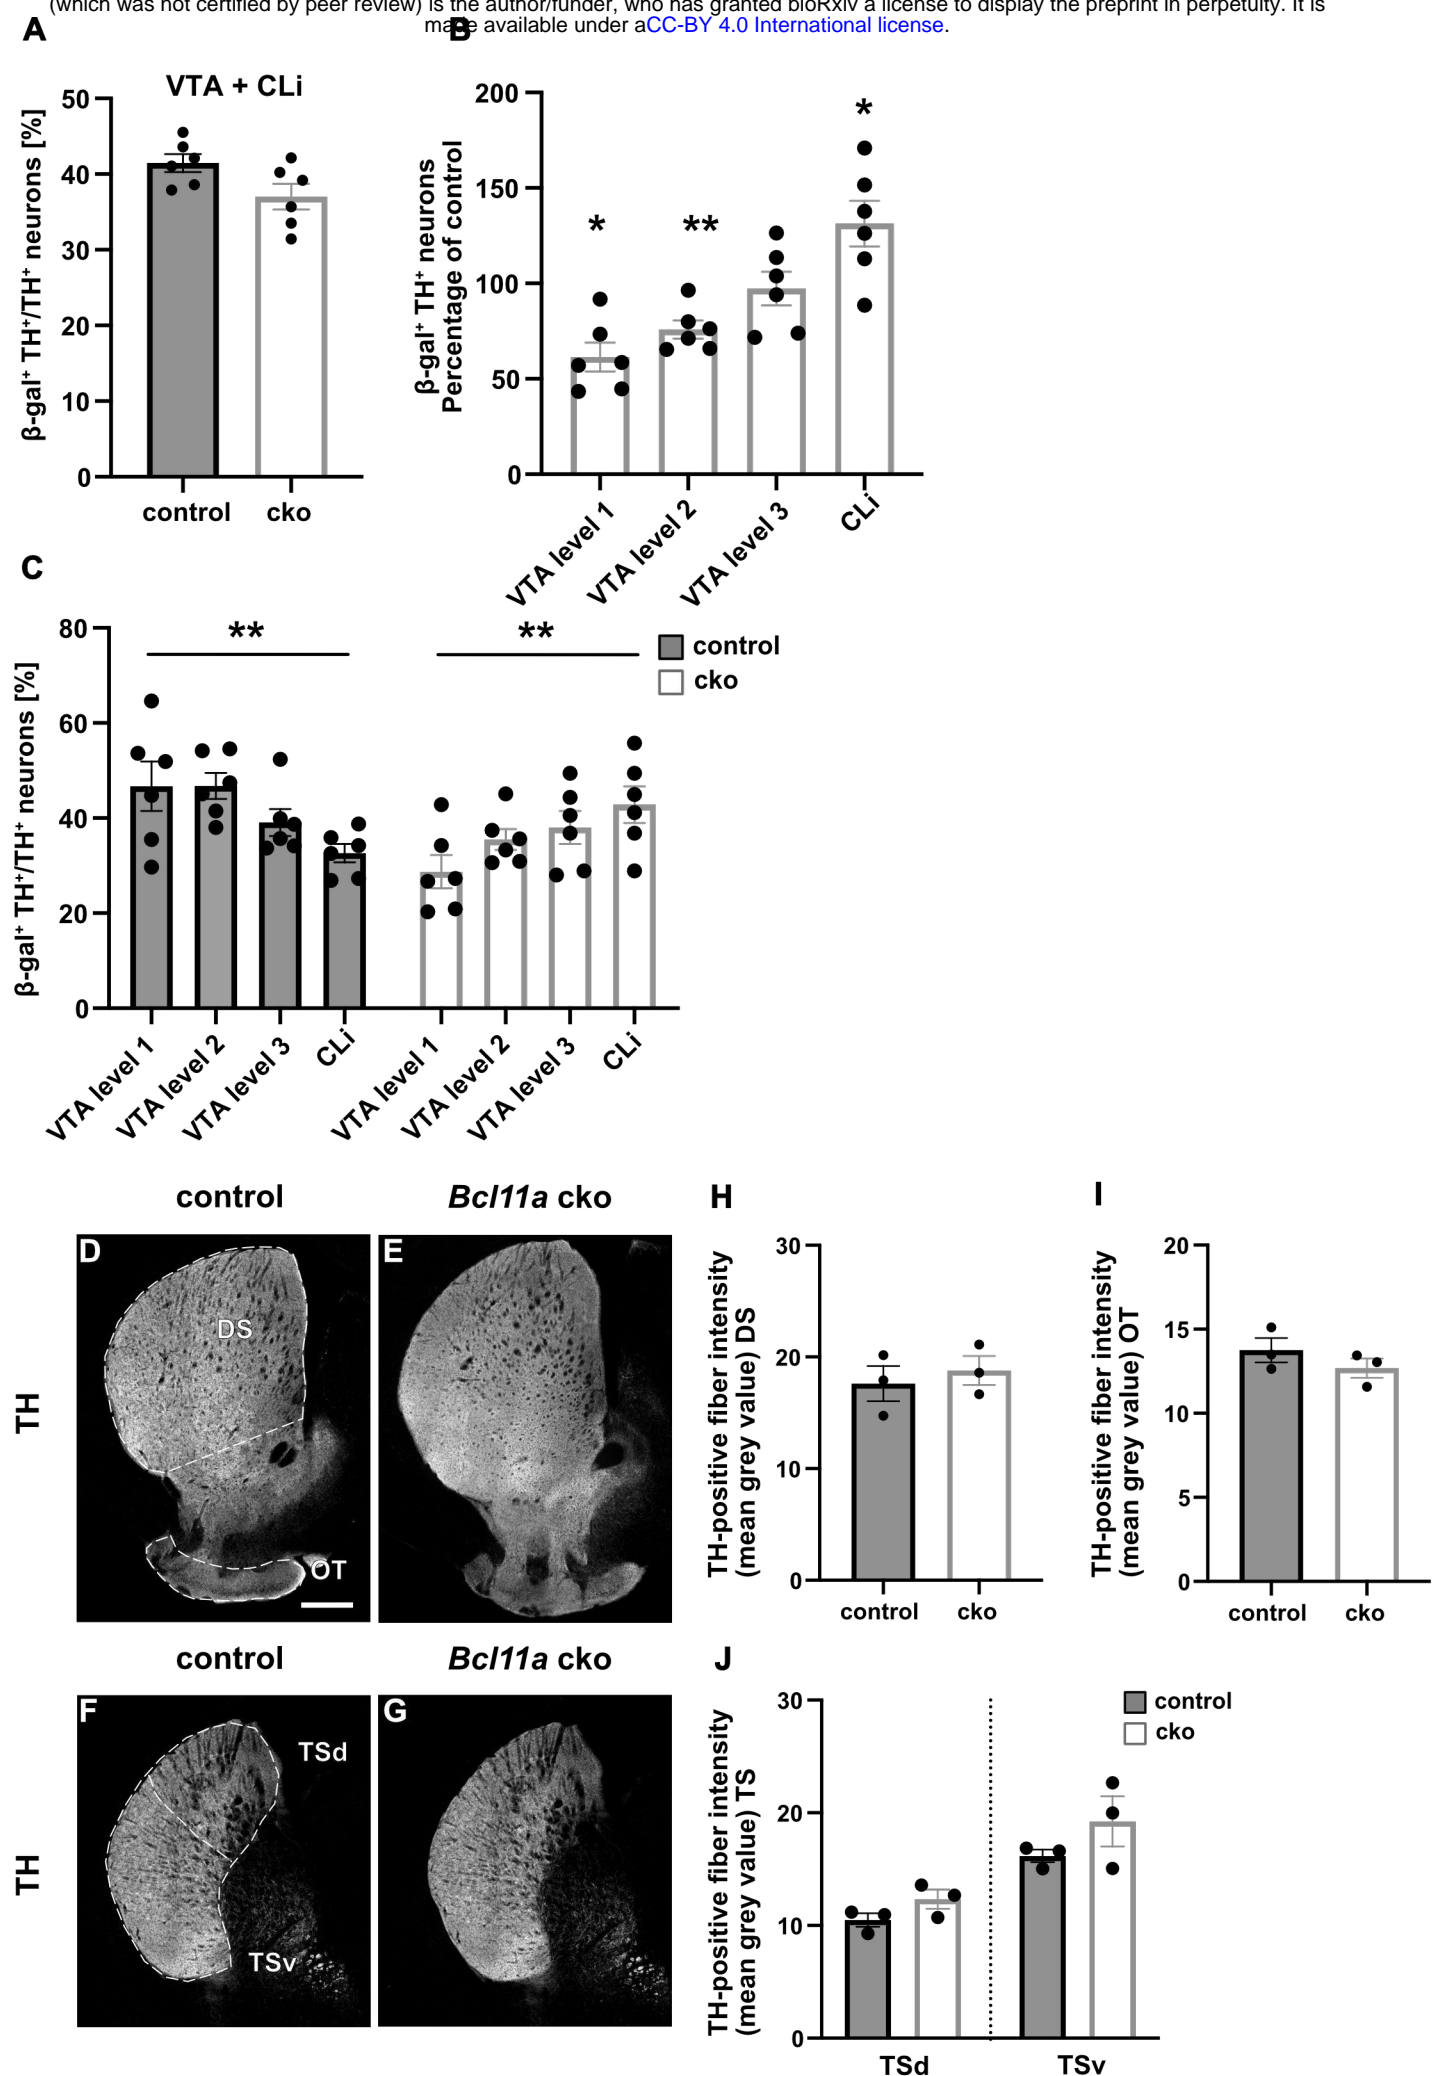 (which was not certified by peer review) is the author/funder, who has granted bioRxiv a license to display the preprint in perpetuity. It is
made available under aCC-BY 4.0 International license.
A
B
VTA + CLi
β-gal⁺ TH⁺/TH⁺ neurons [%]
50
40
30
20
10
0
control cko
β-gal⁺ TH⁺ neurons
Percentage of control
200
150
100
50
0
*
**
*
VTA level 1
VTA level 2
VTA level 3
CLi
C
β-gal⁺ TH⁺/TH⁺ neurons [%]
80
60
40
20
0
**
**
control
cko
VTA level 1
VTA level 2
VTA level 3
CLi
VTA level 1
VTA level 2
VTA level 3
CLi
control
Bcl11a cko
TH
D
DS
OT
E
H
TH-positive fiber intensity
(mean grey value) DS
30
20
10
0
control cko
I
TH-positive fiber intensity
(mean grey value) OT
20
15
10
5
0
control cko
control
Bcl11a cko
TH
F
TSd
TSv
G
J
TH-positive fiber intensity
(mean grey value) TS
30
20
10
0
control
cko
TSd
TSv